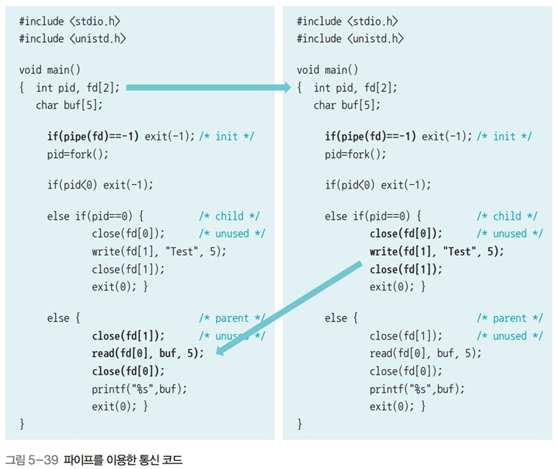 #include <stdio.h>
#include <unistd.h>
void main()
{  int pid, fd[2];
   char buf[5];
if(pipe(fd)==-1) exit(-1); /* init */
pid=fork();
if(pid<0) exit(-1);
else if(pid==0) { /* child */
close(fd[0]); /* unused */
write(fd[1], "Test", 5);
close(fd[1]);
exit(0); }
else { /* parent */
close(fd[1]); /* unused */
read(fd[0], buf, 5);
close(fd[0]);
printf("%s",buf);
exit(0); }
}
#include <stdio.h>
#include <unistd.h>
void main()
{  int pid, fd[2];
   char buf[5];
if(pipe(fd)==-1) exit(-1); /* init */
pid=fork();
if(pid<0) exit(-1);
else if(pid==0) { /* child */
close(fd[0]); /* unused */
write(fd[1], "Test", 5);
close(fd[1]);
exit(0); }
else { /* parent */
close(fd[1]); /* unused */
read(fd[0], buf, 5);
close(fd[0]);
printf("%s",buf);
exit(0); }
}
그림 5-39 파이프를 이용한 통신 코드